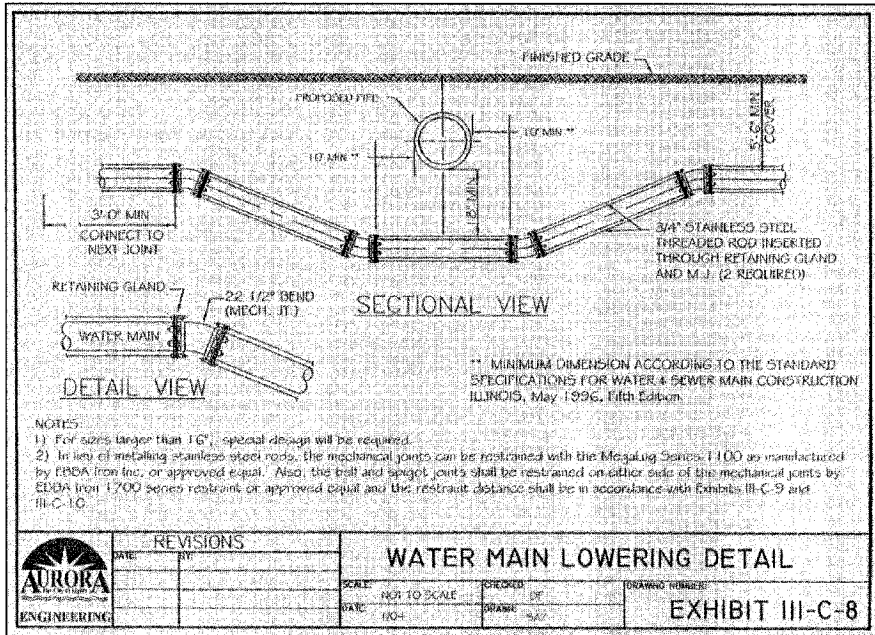 FINISHED GRADE
PROPOSED PIPE
10' MIN **
10' MIN **
5'-6" MIN
COVER
18" MIN
3'-0" MIN
CONNECT TO
NEXT JOINT
3/4" STAINLESS STEEL
THREADED ROD INSERTED
THROUGH RETAINING GLAND
AND M.J. (2 REQUIRED)
RETAINING GLAND
22 1/2° BEND
(MECH. JT.)
SECTIONAL VIEW
WATER MAIN
DETAIL VIEW
** MINIMUM DIMENSION ACCORDING TO THE STANDARD
SPECIFICATIONS FOR WATER & SEWER MAIN CONSTRUCTION
ILLINOIS, May 1996, Fifth Edition.
NOTES:
1) For sizes larger than 16", special design will be required.
2) In lieu of installing stainless steel rods, the mechanical joints can be restrained with the MegaLug Series 1100 as manufactured
by EBBA Iron Inc. or approved equal. Also, the bell and spigot joints shall be restrained on either side of the mechanical joints by
EBBA Iron 1700 series restraint or approved equal and the restraint distance shall be in accordance with Exhibits III-C-9 and
III-C-10
AURORA
ENGINEERING
REVISIONS
DATE:
BY:
WATER MAIN LOWERING DETAIL
SCALE:
NOT TO SCALE
CHECKED:
DATE:
DRAWN:
DRAWING NUMBER:
EXHIBIT III-C-8